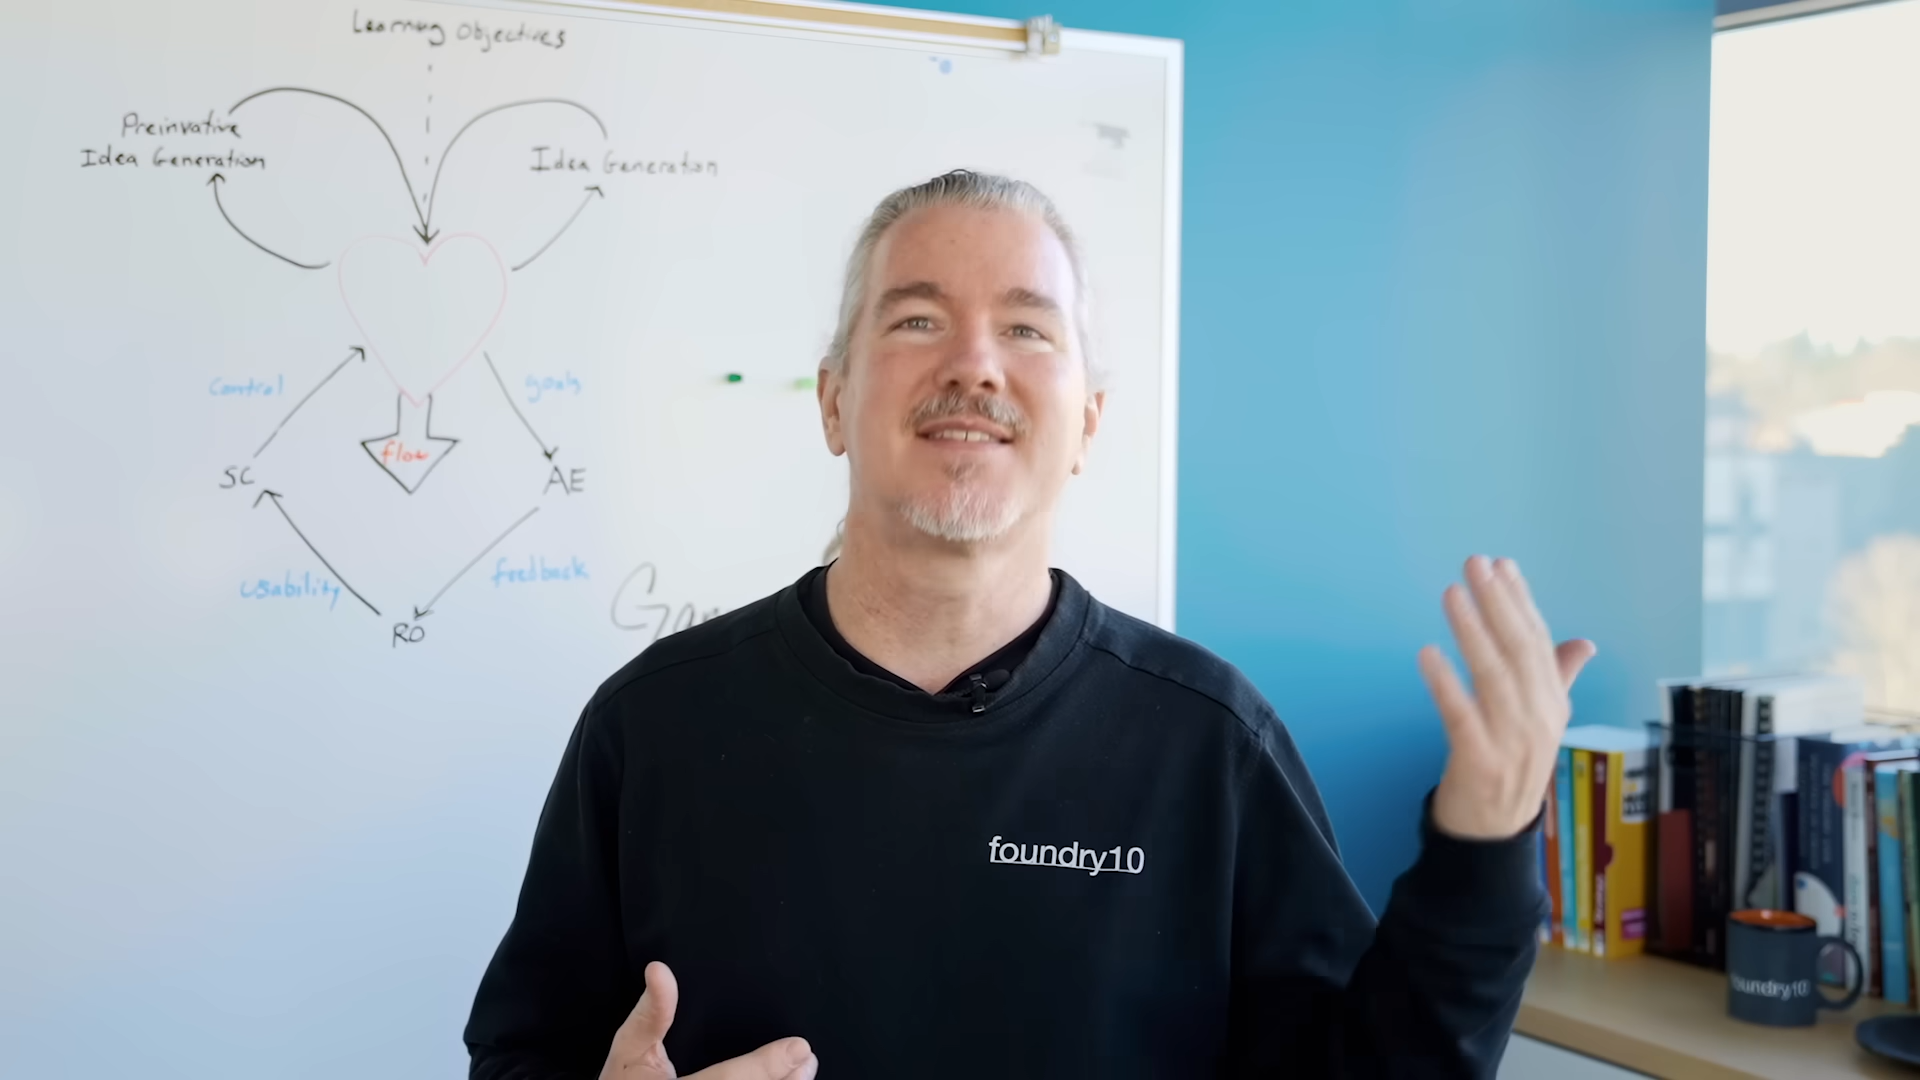 Learning Objectives
Preinvative
Idea Generation
Idea Generation
Control
goals
flow
SC
AE
usability
feedback
RO
foundry10
foundry10